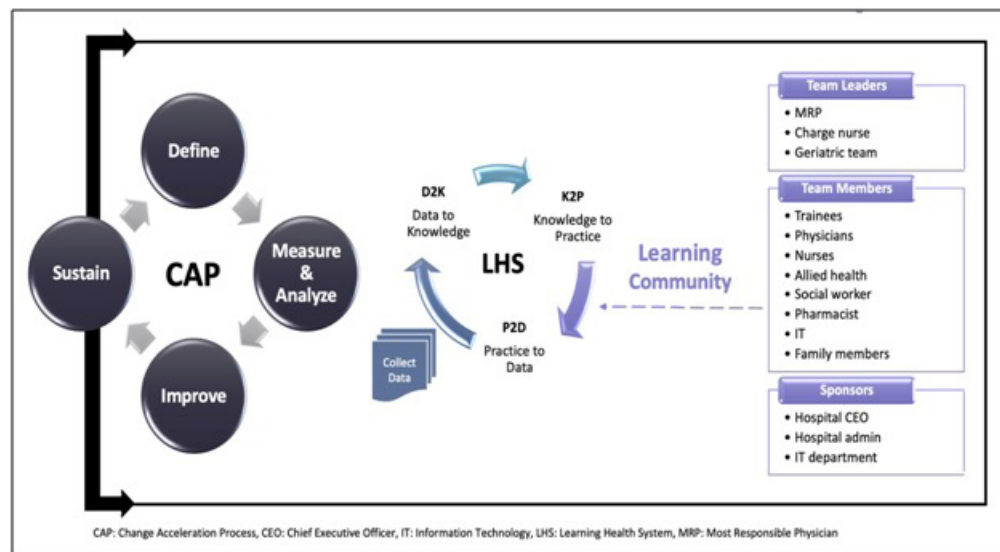 Define
Measure
&
Analyze
Improve
Sustain
CAP
D2K
Data to
Knowledge
K2P
Knowledge to
Practice
LHS
P2D
Practice to
Data
Collect
Data
Learning
Community
Team Leaders
• MRP
• Charge nurse
• Geriatric team
Team Members
• Trainees
• Physicians
• Nurses
• Allied health
• Social worker
• Pharmacist
• IT
• Family members
Sponsors
• Hospital CEO
• Hospital admin
• IT department
CAP: Change Acceleration Process, CEO: Chief Executive Officer, IT: Information Technology, LHS: Learning Health System, MRP: Most Responsible Physician